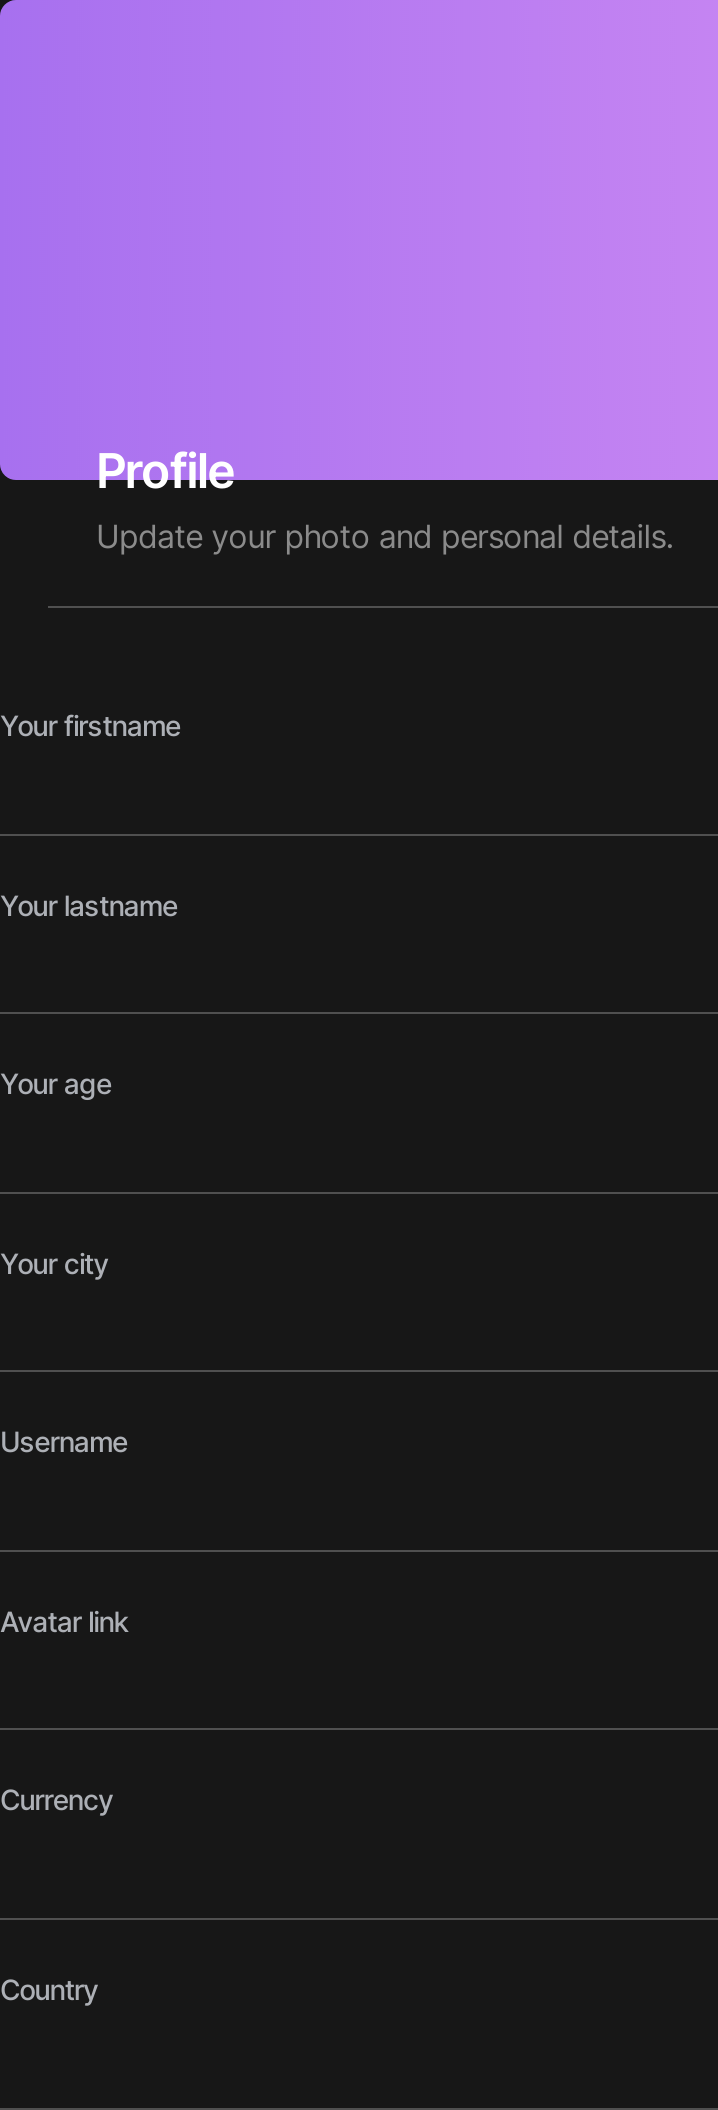 Profile
Update your photo and personal details.
Your firstname
Your lastname
Your age
Your city
Username
Avatar link
Currency
Country